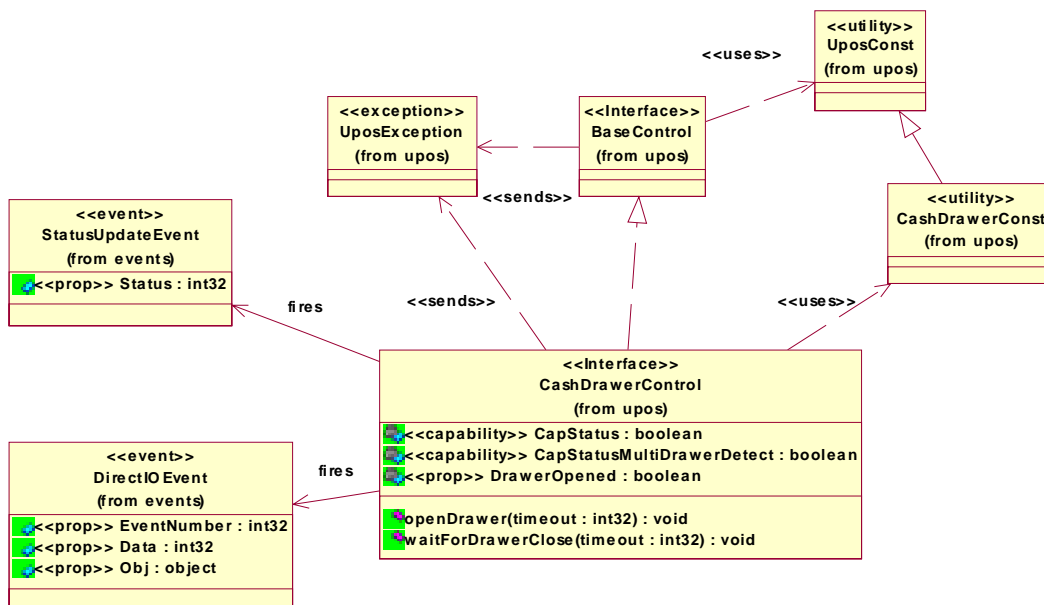 <<utility>>
UposConst
(from upos)
<<uses>>
<<exception>>
UposException
(from upos)
<<Interface>>
BaseControl
(from upos)
<<sends>>
<<utility>>
CashDrawerConst
(from upos)
<<event>>
StatusUpdateEvent
(from events)
<<prop>> Status : int32
fires
<<sends>>
<<uses>>
<<Interface>>
CashDrawerControl
(from upos)
<<capability>> CapStatus : boolean
<<capability>> CapStatusMultiDrawerDetect : boolean
<<prop>> DrawerOpened : boolean
openDrawer(timeout : int32) : void
waitForDrawerClose(timeout : int32) : void
fires
<<event>>
DirectIOEvent
(from events)
<<prop>> EventNumber : int32
<<prop>> Data : int32
<<prop>> Obj : object